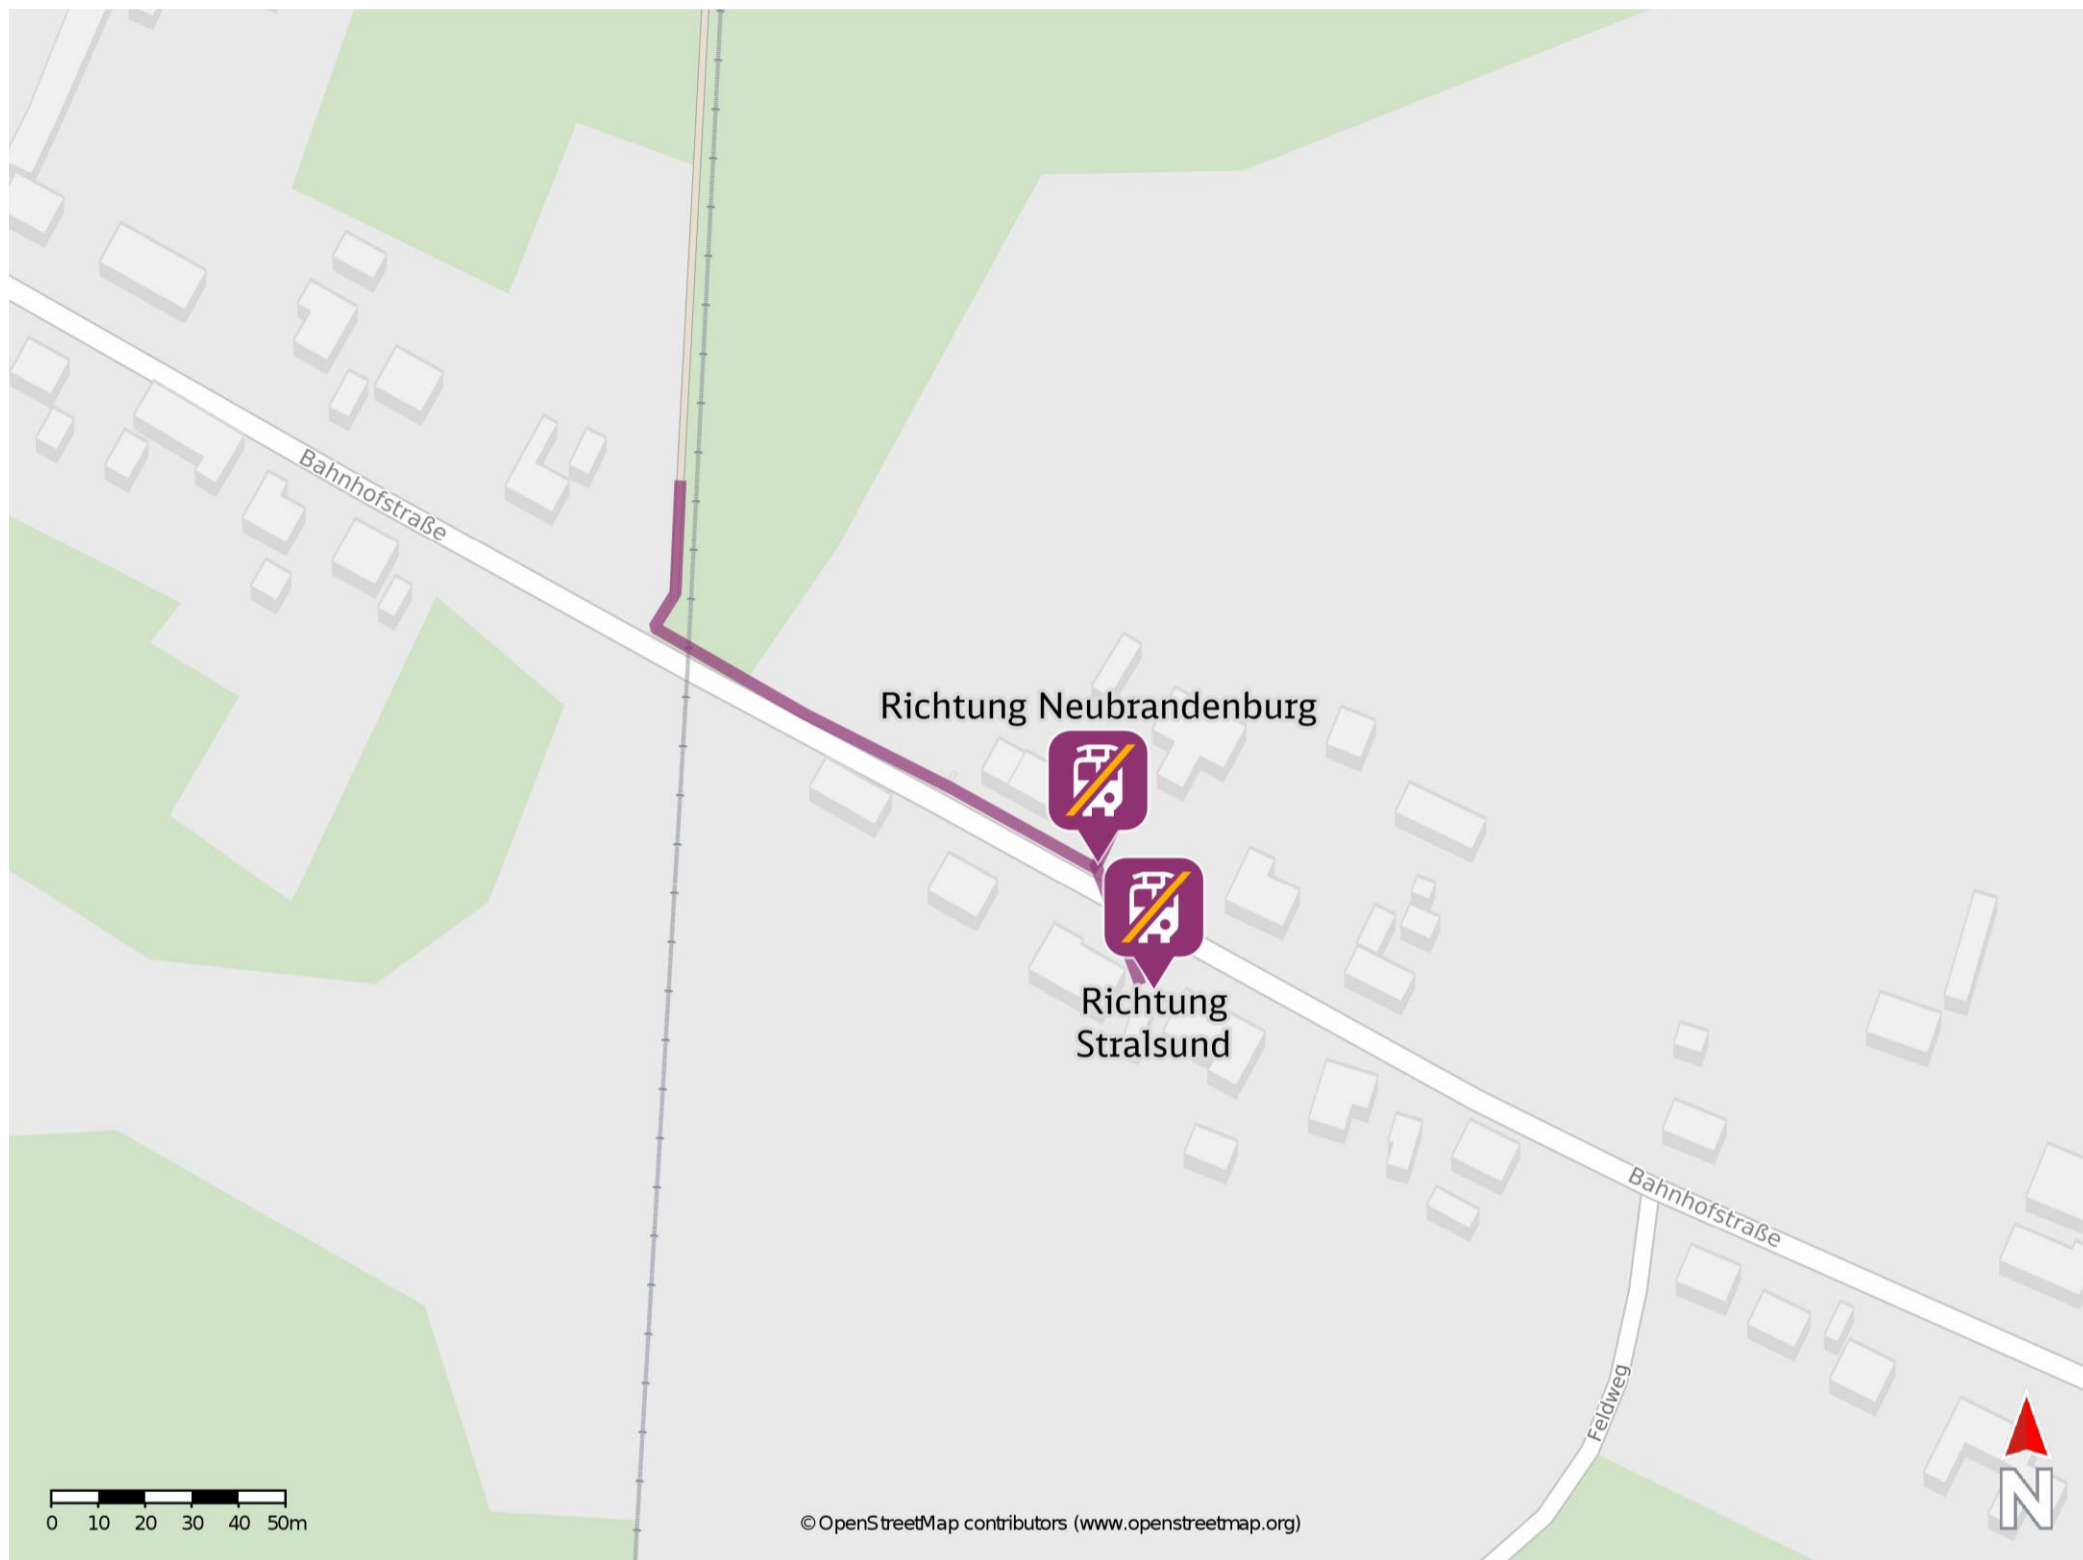 Bahnhofstraße
Richtung Neubrandenburg
Richtung
Stralsund
Bahnhofstraße
Feldweg
N
0 10 20 30 40 50m
© OpenStreetMap contributors (www.openstreetmap.org)